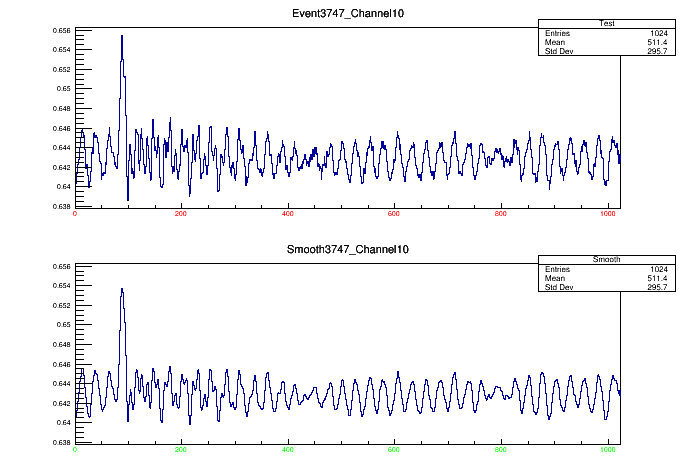 Event3747_Channel10
Test
Entries 1024
Mean 511.4
Std Dev 295.7
0.656
0.654
0.652
0.65
0.648
0.646
0.644
0.642
0.64
0.638
0 200 400 600 800 1000
Smooth3747_Channel10
Smooth
Entries 1024
Mean 511.4
Std Dev 295.7
0.656
0.654
0.652
0.65
0.648
0.646
0.644
0.642
0.64
0.638
0 200 400 600 800 1000